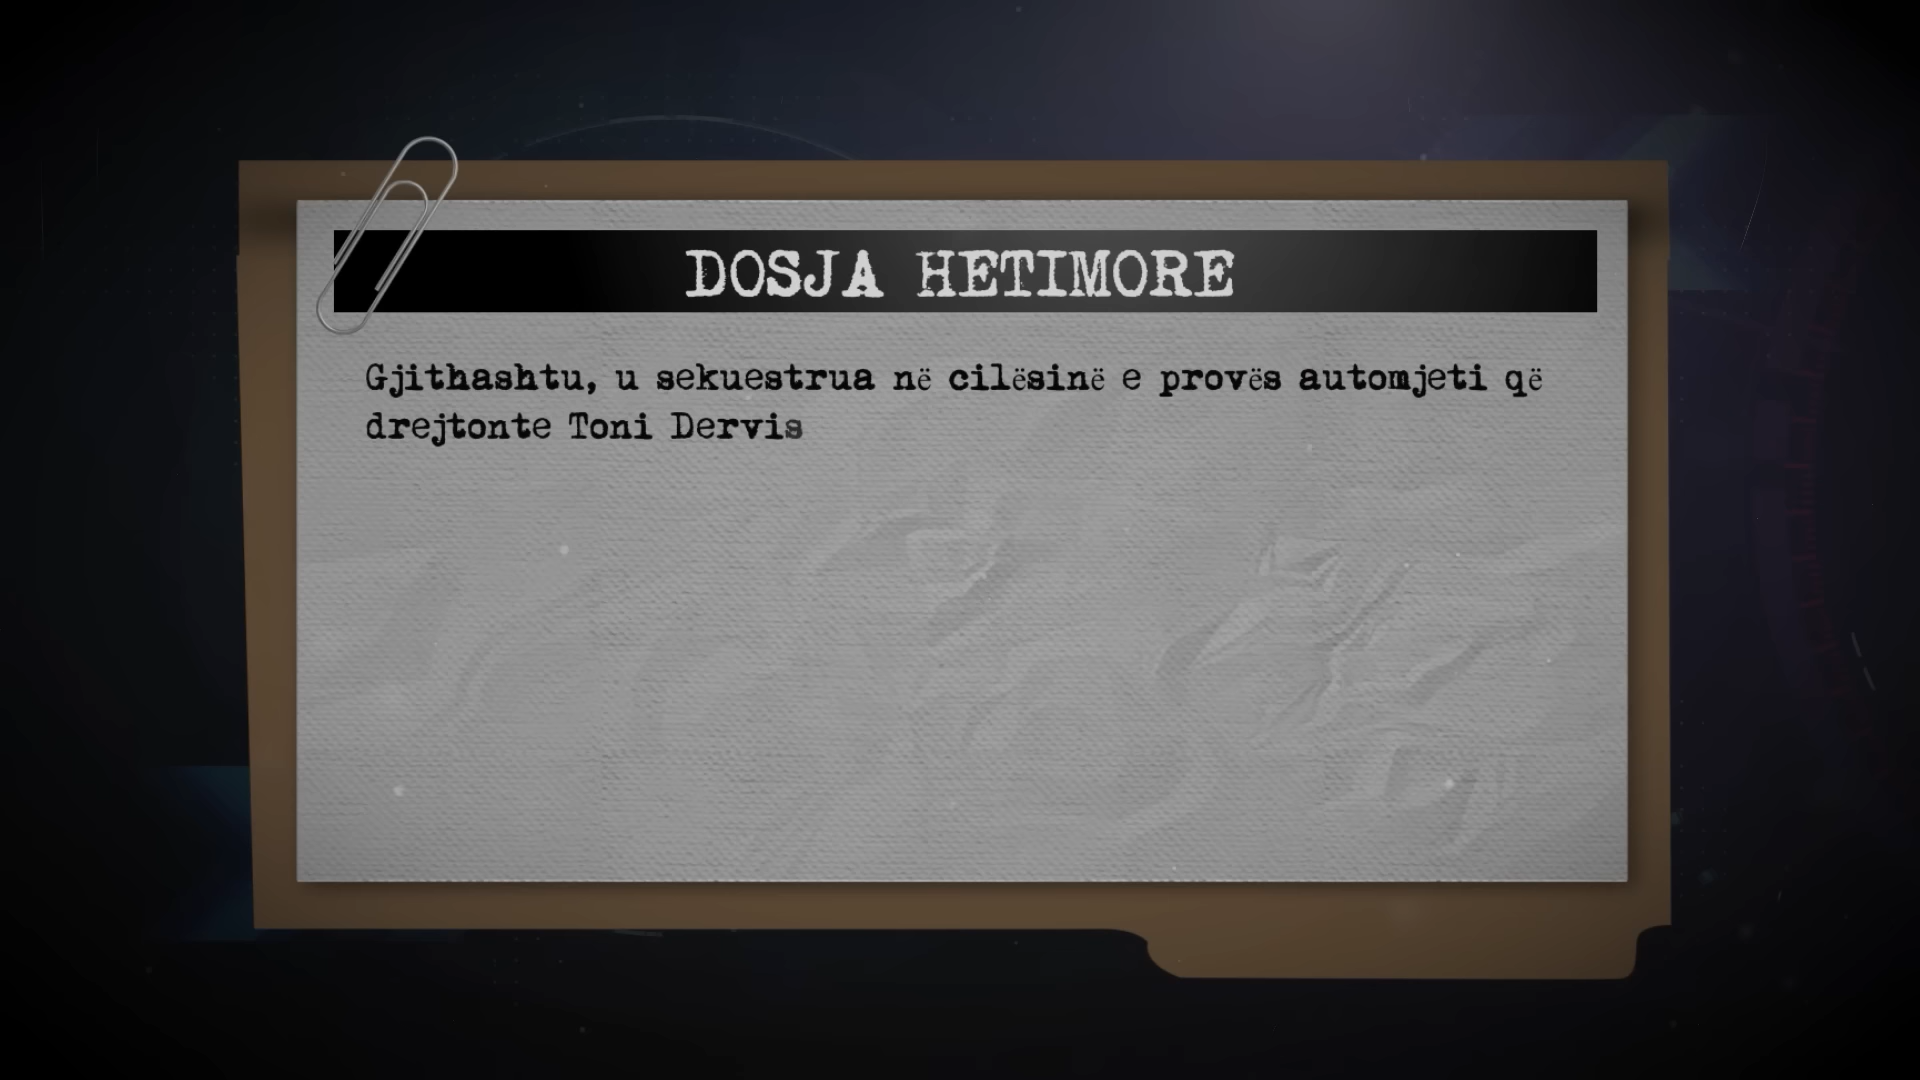 DOSJA HETIMORE
Gjithashtu, u sekuestrua në cilësinë e provës automjeti që
drejtonte Toni Dervis